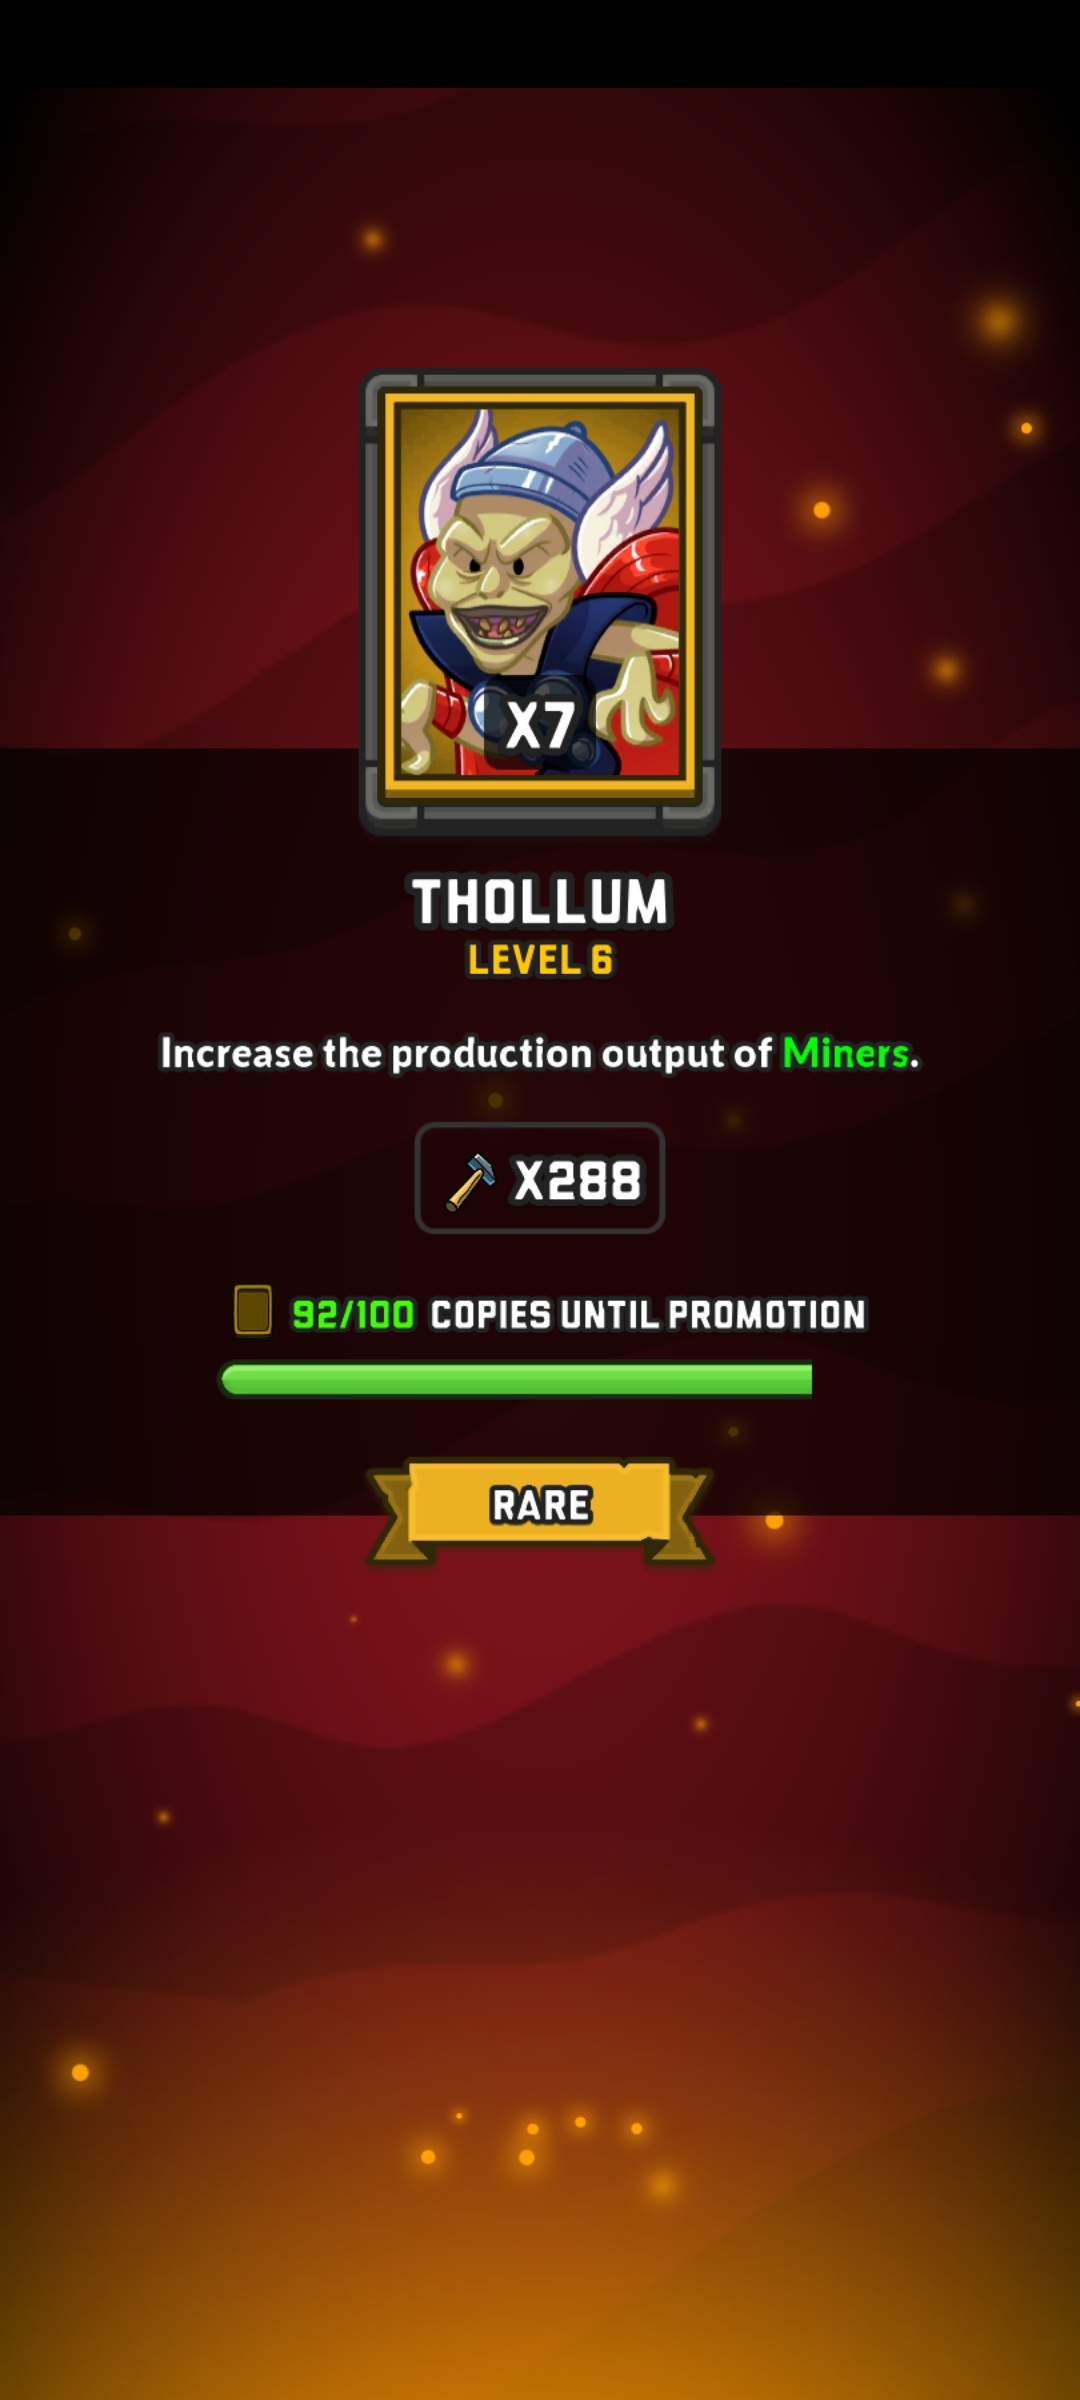 X7
THOLLUM
LEVEL 6
Increase the production output of Miners.
X288
92/100 COPIES UNTIL PROMOTION
RARE